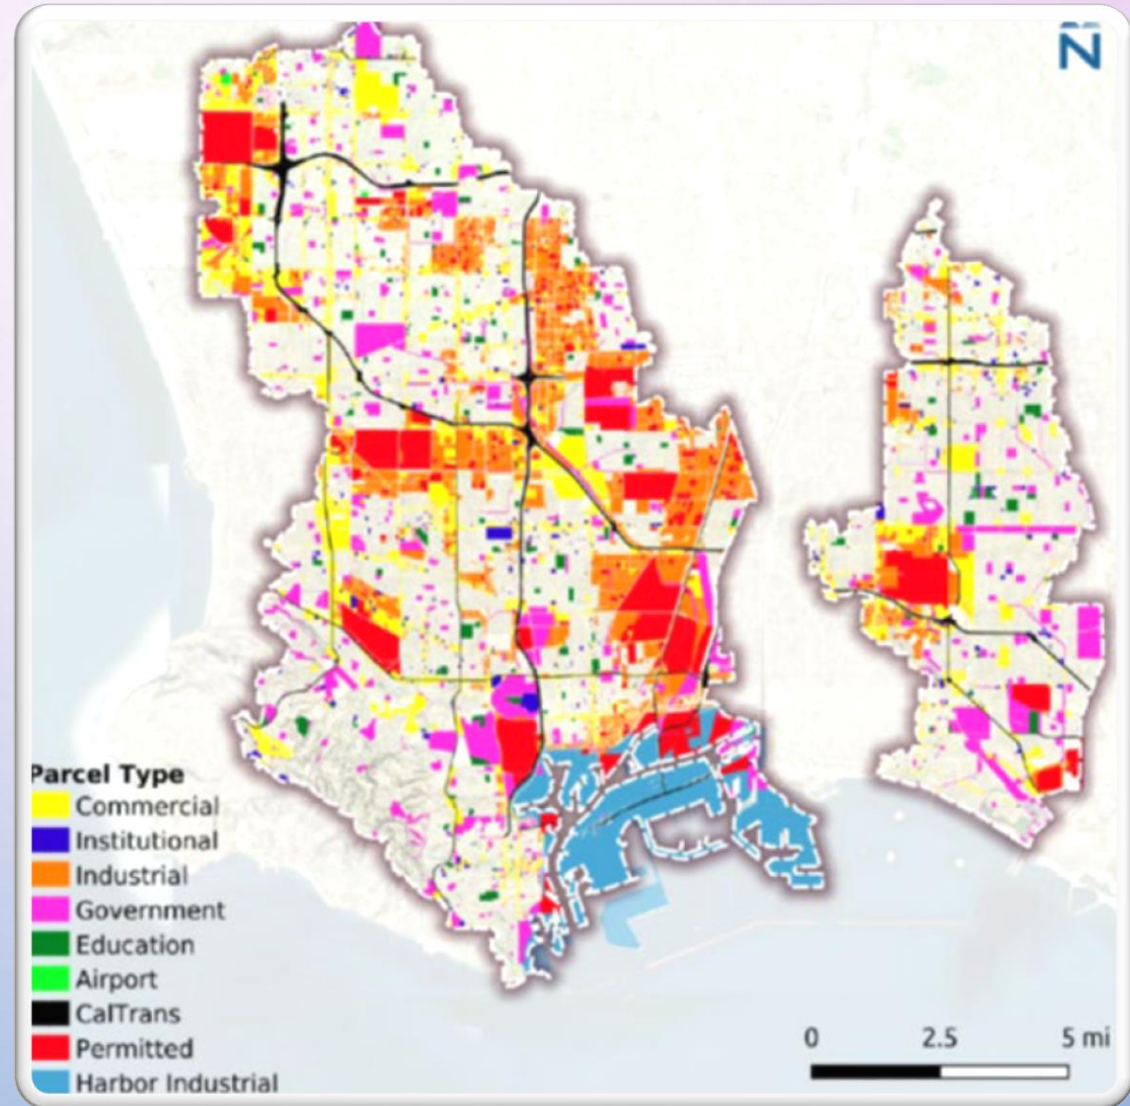 N
Parcel Type
Commercial
Institutional
Industrial
Government
Education
Airport
CalTrans
Permitted
Harbor Industrial
0 2.5 5 mi